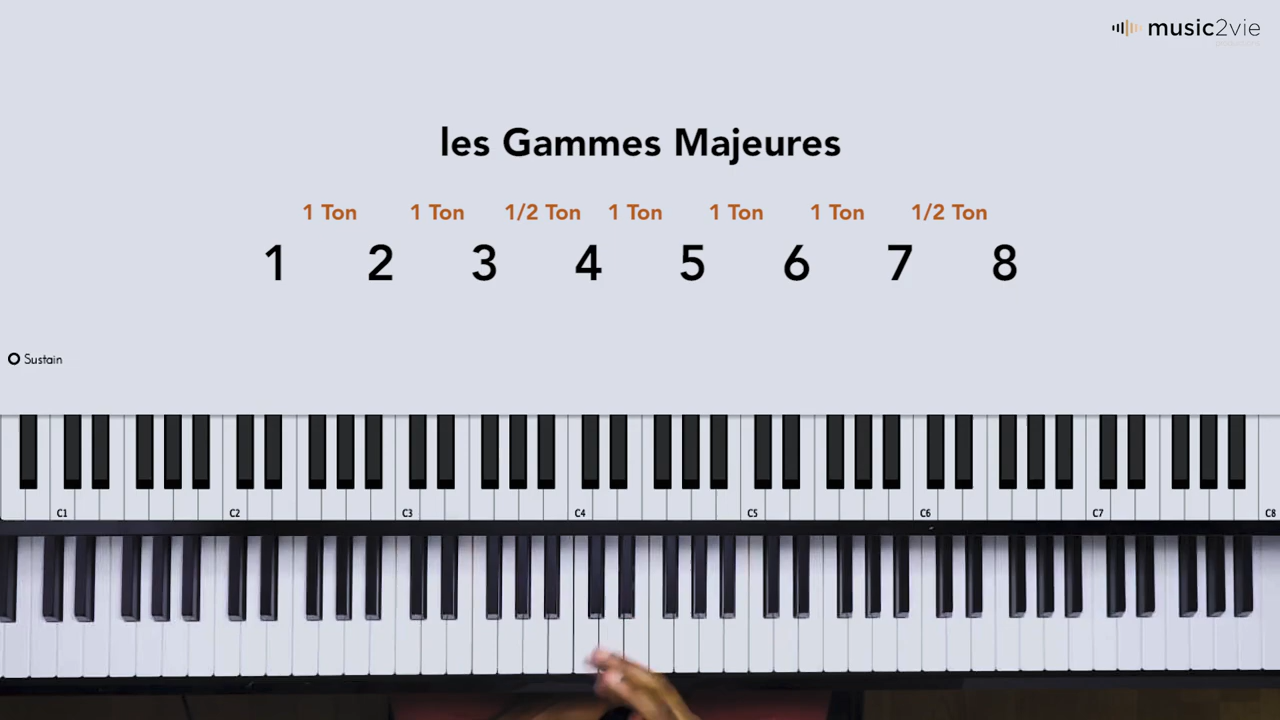 music2vie
les Gammes Majeures
1 Ton 1 Ton 1/2 Ton 1 Ton 1 Ton 1 Ton 1/2 Ton
1 2 3 4 5 6 7 8
Sustain
C1 C2 C3 C4 C5 C6 C7 C8